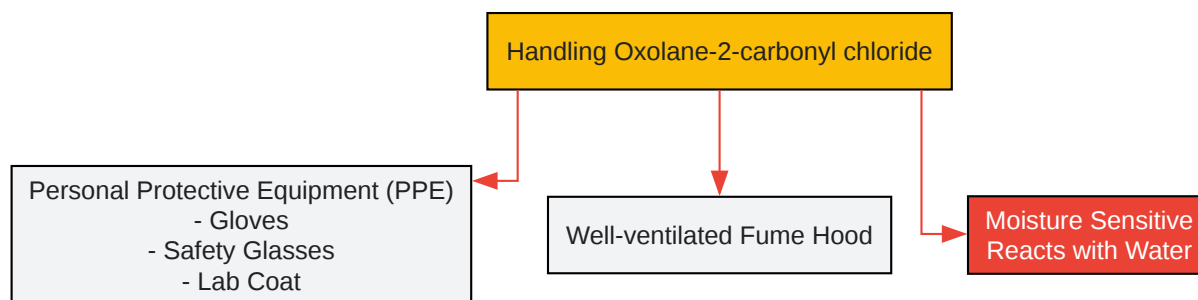 Handling Oxolane-2-carbonyl chloride
Personal Protective Equipment (PPE)
- Gloves
- Safety Glasses
- Lab Coat
Well-ventilated Fume Hood
Moisture Sensitive
Reacts with Water